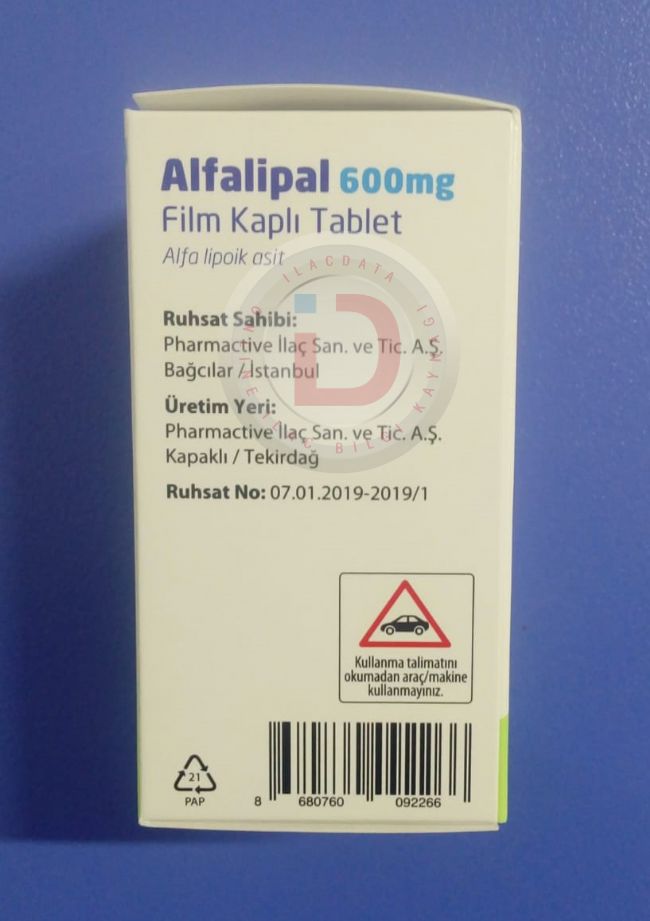 Alfalipal 600mg
Film Kaplı Tablet
Alfa lipoik asit
Ruhsat Sahibi:
Pharmactive İlaç San. ve Tic. A.Ş.
Bağcılar / İstanbul
Üretim Yeri:
Pharmactive İlaç San. ve Tic. A.Ş.
Kapaklı / Tekirdağ
Ruhsat No: 07.01.2019-2019/1
Kullanma talimatını
okumadan araç/makine
kullanmayınız.
21
PAP
8 680760 092266
ILACDATA